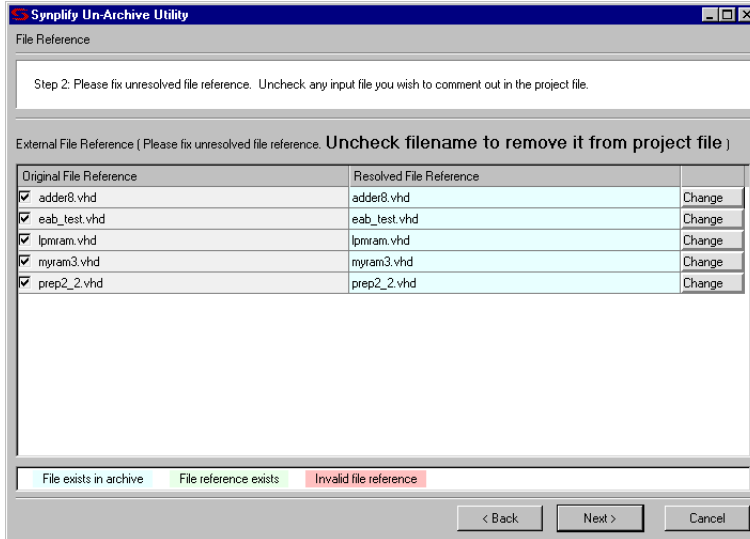 Synplify Un-Archive Utility
File Reference
Step 2: Please fix unresolved file reference. Uncheck any input file you wish to comment out in the project file.
External File Reference ( Please fix unresolved file reference. Uncheck filename to remove it from project file )
Original File Reference Resolved File Reference
adder8.vhd adder8.vhd Change
eab_test.vhd eab_test.vhd Change
lpmram.vhd lpmram.vhd Change
myram3.vhd myram3.vhd Change
prep2_2.vhd prep2_2.vhd Change
File exists in archive File reference exists Invalid file reference
< Back Next > Cancel